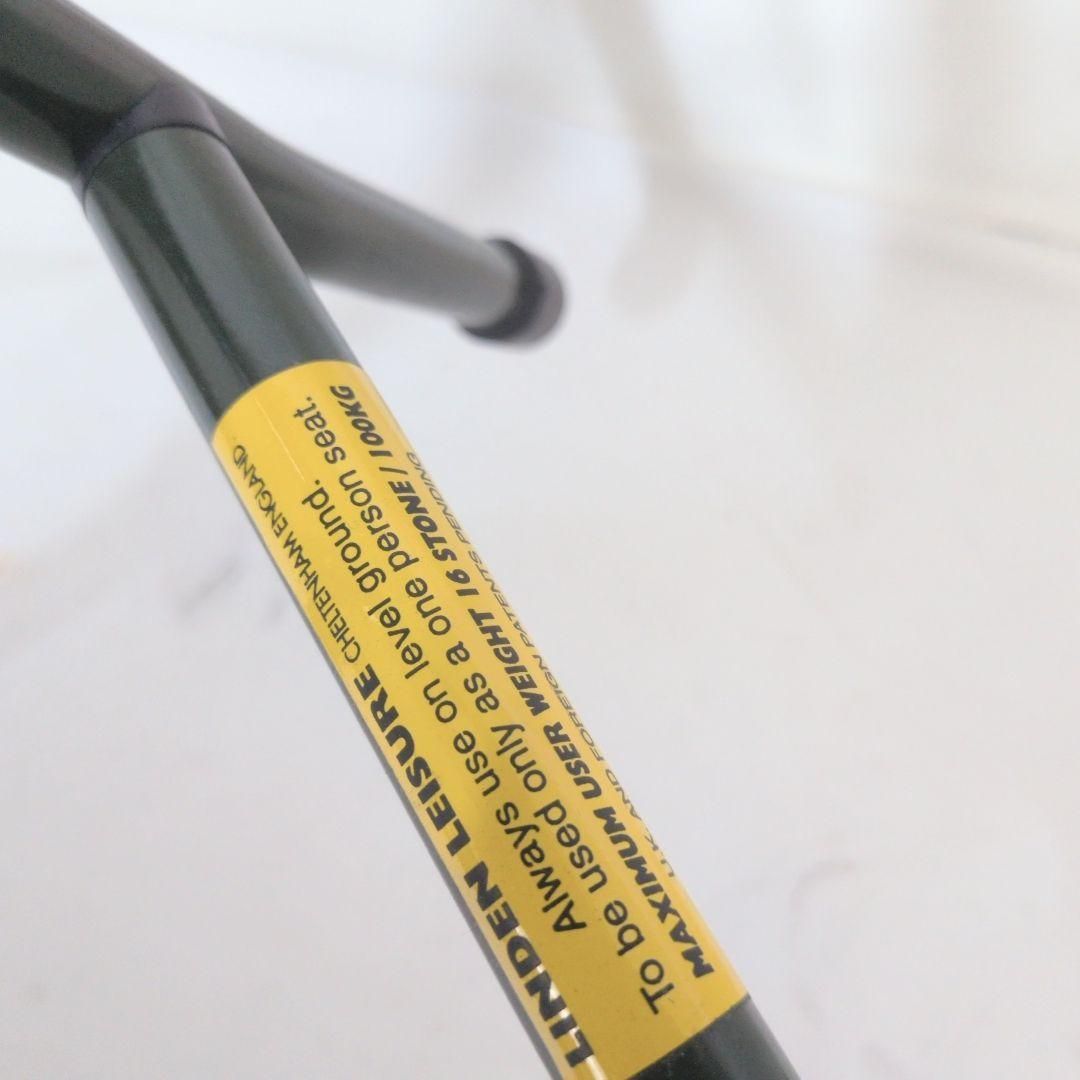 LINDEN LEISURE CHELTENHAM ENGLAND
Always use on level ground.
To be used only as a one person seat.
MAXIMUM USER WEIGHT 16 STONE / 100KG
UK AND FOREIGN PATENTS PENDING